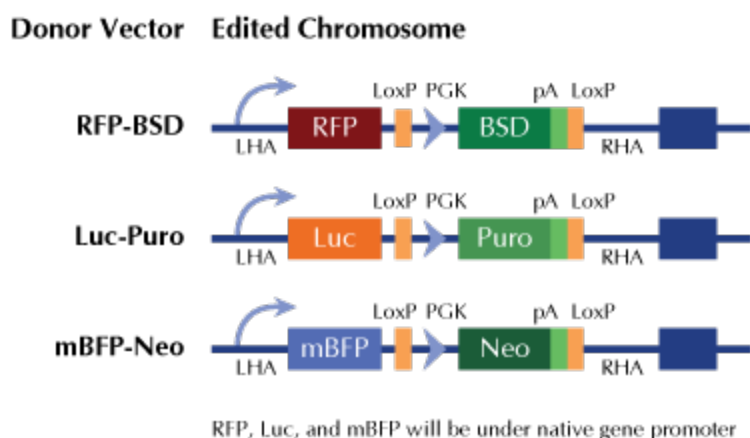 Donor Vector Edited Chromosome
LoxP PGK pA LoxP
RFP-BSD RFP BSD
LHA RHA
LoxP PGK pA LoxP
Luc-Puro Luc Puro
LHA RHA
LoxP PGK pA LoxP
mBFP-Neo mBFP Neo
LHA RHA
RFP, Luc, and mBFP will be under native gene promoter